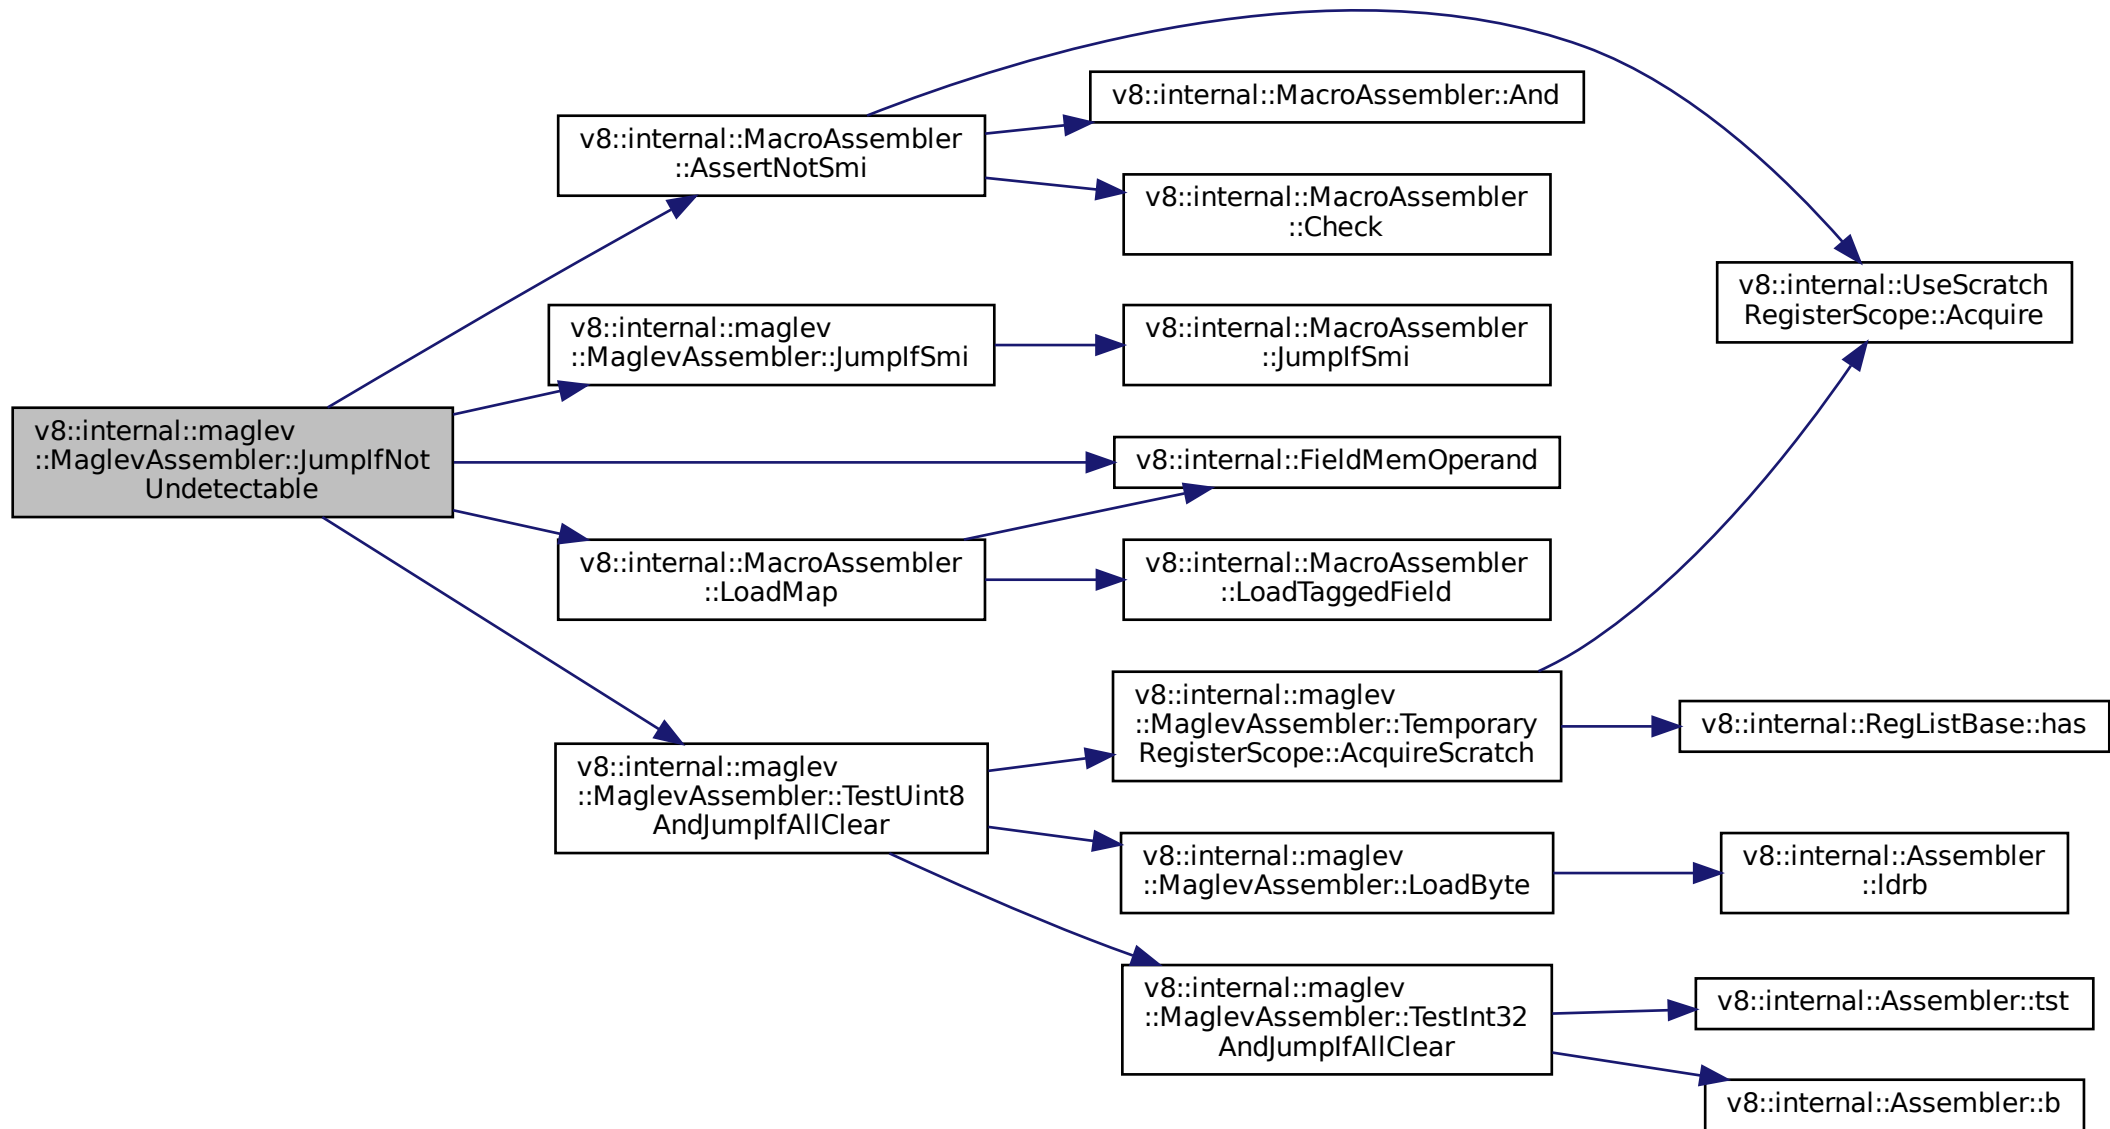 v8::internal::maglev
::MaglevAssembler::JumpIfNot
Undetectable
v8::internal::MacroAssembler
::AssertNotSmi
v8::internal::MacroAssembler::And
v8::internal::MacroAssembler
::Check
v8::internal::UseScratch
RegisterScope::Acquire
v8::internal::maglev
::MaglevAssembler::JumpIfSmi
v8::internal::MacroAssembler
::JumpIfSmi
v8::internal::FieldMemOperand
v8::internal::MacroAssembler
::LoadMap
v8::internal::MacroAssembler
::LoadTaggedField
v8::internal::maglev
::MaglevAssembler::TestUint8
AndJumpIfAllClear
v8::internal::maglev
::MaglevAssembler::Temporary
RegisterScope::AcquireScratch
v8::internal::RegListBase::has
v8::internal::maglev
::MaglevAssembler::LoadByte
v8::internal::Assembler
::ldrb
v8::internal::maglev
::MaglevAssembler::TestInt32
AndJumpIfAllClear
v8::internal::Assembler::tst
v8::internal::Assembler::b